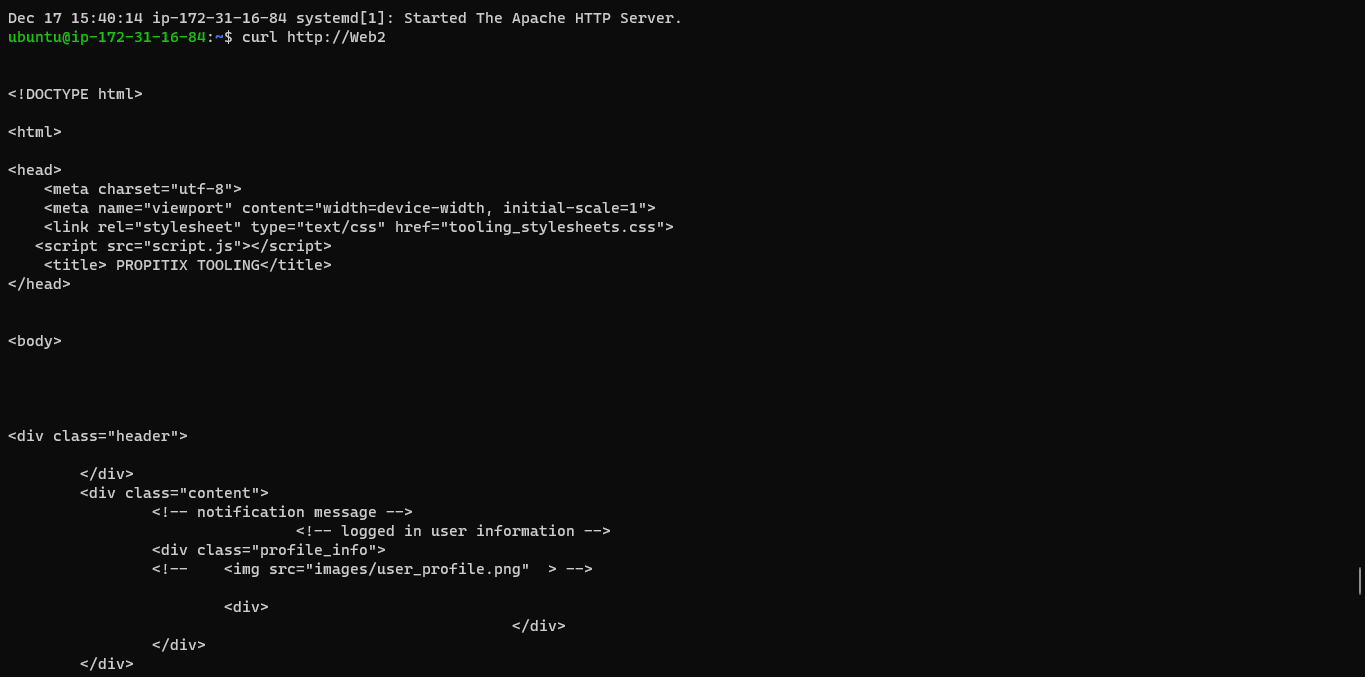 Dec 17 15:40:14 ip-172-31-16-84 systemd[1]: Started The Apache HTTP Server.
ubuntu@ip-172-31-16-84:~$ curl http://Web2
<!DOCTYPE html>
<html>
<head>
    <meta charset="utf-8">
    <meta name="viewport" content="width=device-width, initial-scale=1">
    <link rel="stylesheet" type="text/css" href="tooling_stylesheets.css">
   <script src="script.js"></script>
    <title> PROPITIX TOOLING</title>
</head>
<body>
<div class="header">
        </div>
        <div class="content">
                <!-- notification message -->
                                <!-- logged in user information -->
                <div class="profile_info">
                <!--    <img src="images/user_profile.png"  > -->
                        <div>
                                                        </div>
                </div>
        </div>